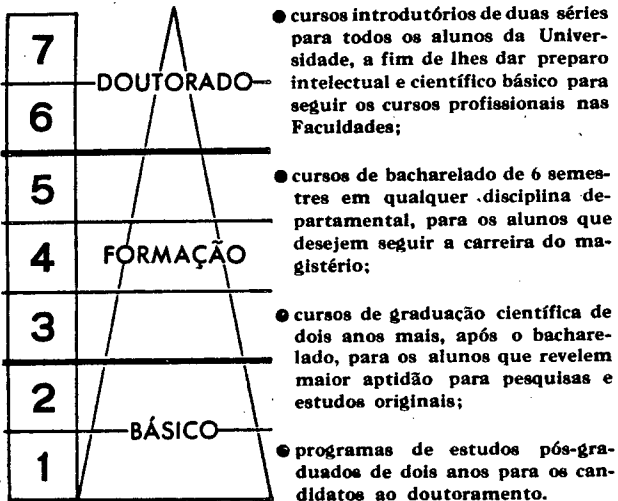 7
DOUTORADO
6
5
4
FORMAÇÃO
3
2
BÁSICO
1
● cursos introdutórios de duas séries
para todos os alunos da Univer-
sidade, a fim de lhes dar preparo
intelectual e científico básico para
seguir os cursos profissionais nas
Faculdades;
● cursos de bacharelado de 6 semes-
tres em qualquer disciplina de-
partamental, para os alunos que
desejem seguir a carreira do ma-
gistério;
● cursos de graduação científica de
dois anos mais, após o bachare-
lado, para os alunos que revelem
maior aptidão para pesquisas e
estudos originais;
● programas de estudos pós-gra-
duados de dois anos para os can-
didatos ao doutoramento.